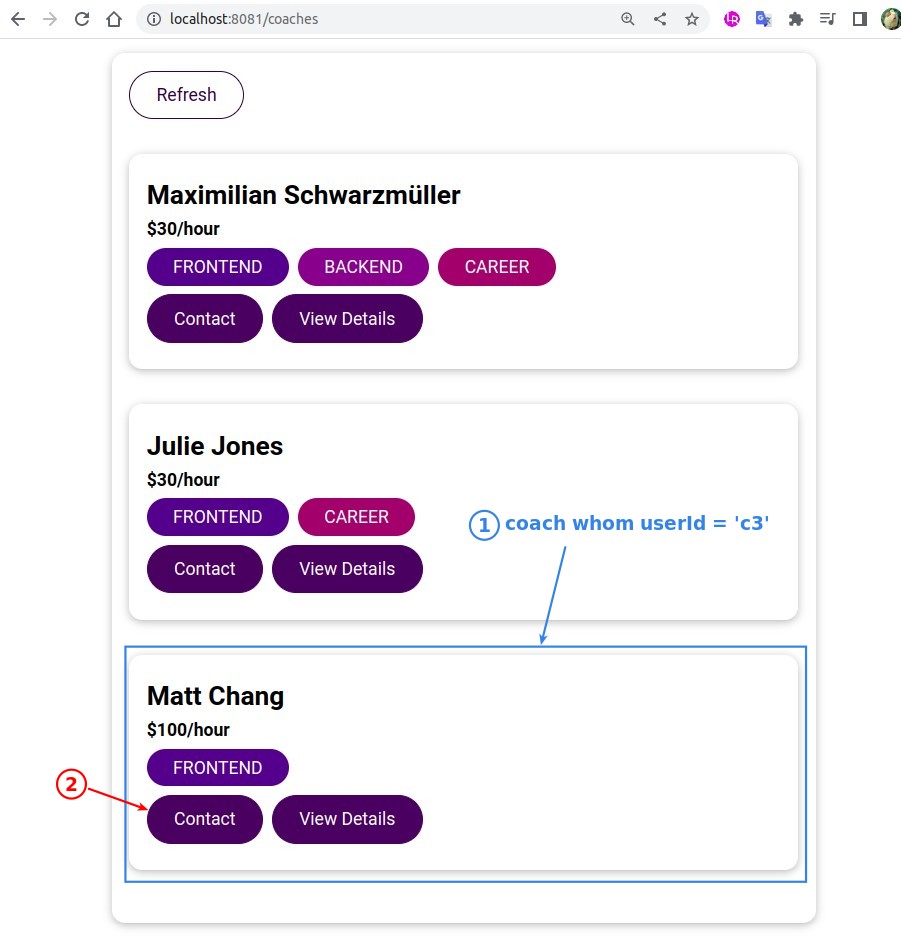 localhost:8081/coaches
Refresh
Maximilian Schwarzmüller
$30/hour
FRONTEND BACKEND CAREER
Contact View Details
Julie Jones
$30/hour
FRONTEND CAREER
1 coach whom userId = 'c3'
Contact View Details
Matt Chang
$100/hour
FRONTEND
2
Contact View Details